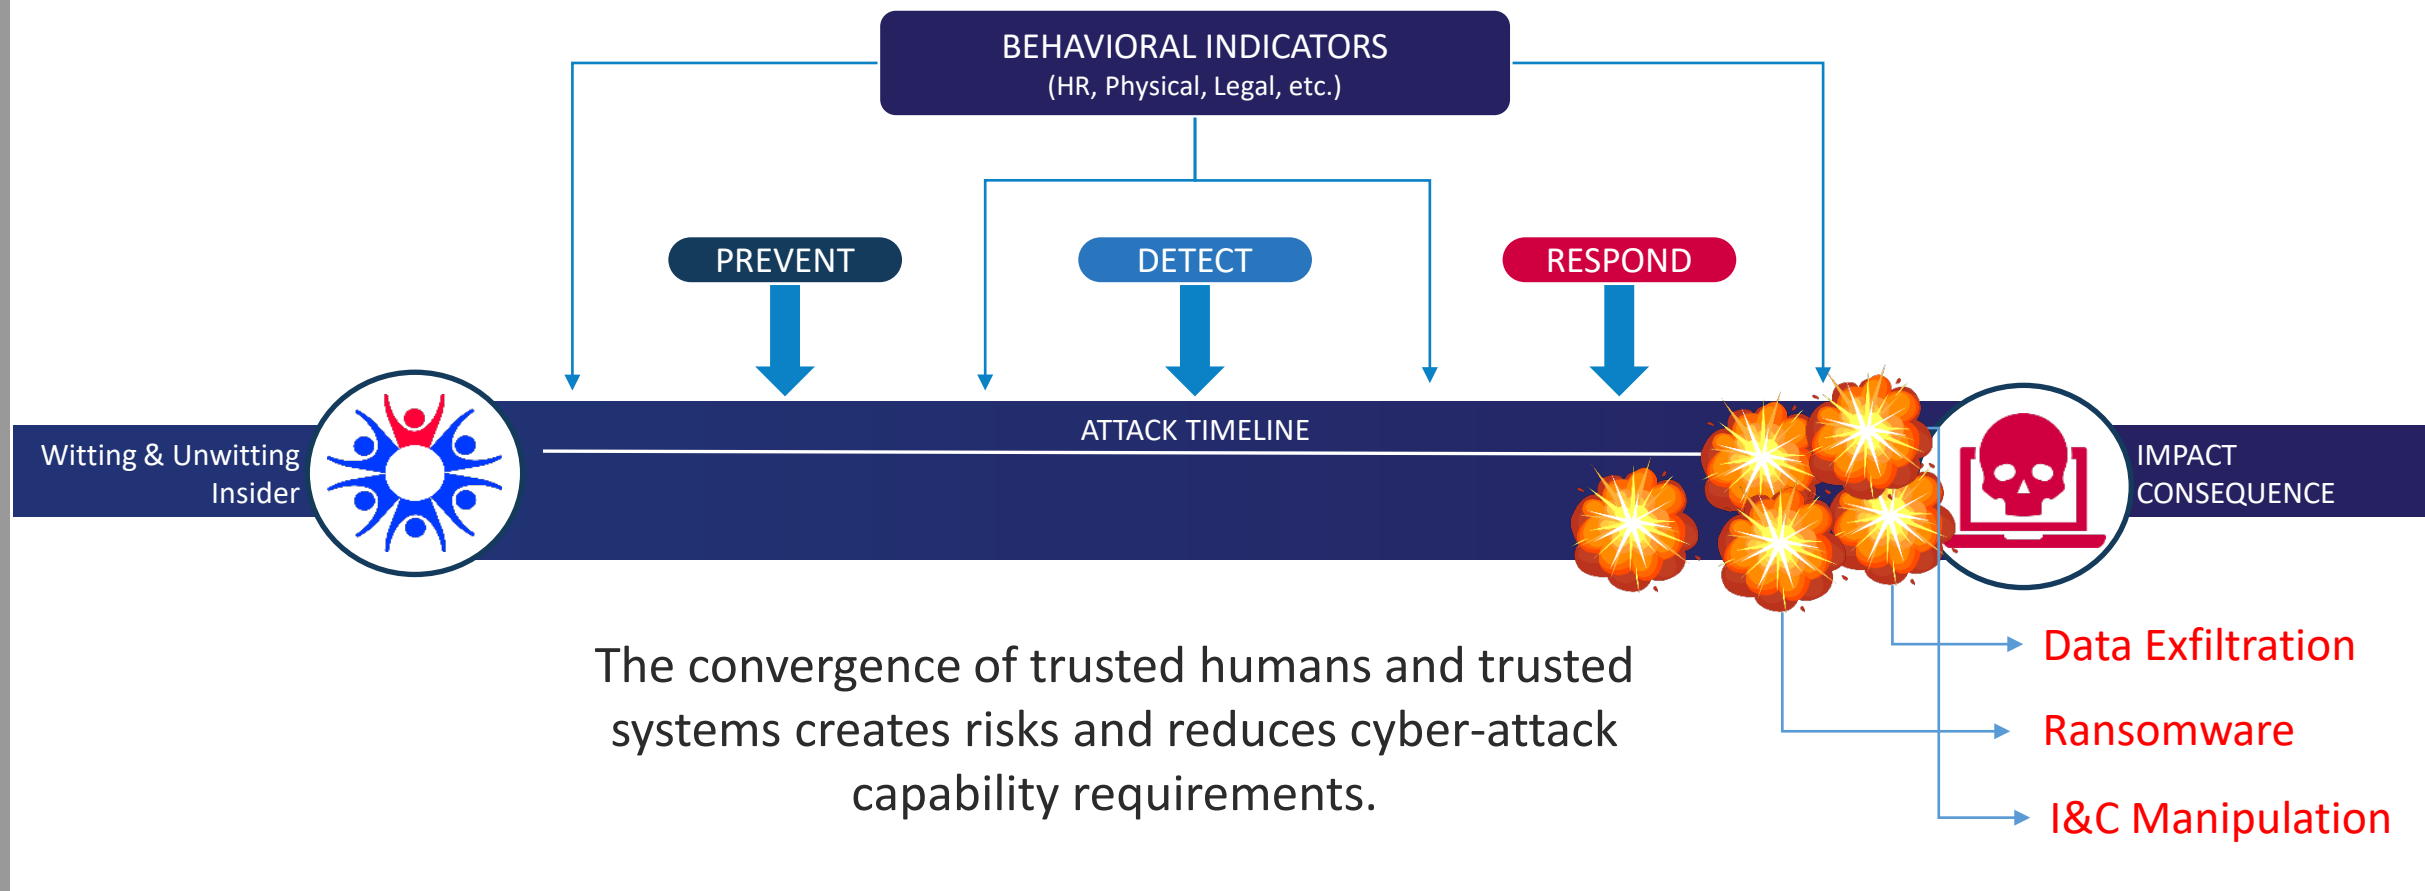 BEHAVIORAL INDICATORS
(HR, Physical, Legal, etc.)
PREVENT
DETECT
RESPOND
ATTACK TIMELINE
Witting & Unwitting
Insider
IMPACT
CONSEQUENCE
The convergence of trusted humans and trusted
systems creates risks and reduces cyber-attack
capability requirements.
Data Exfiltration
Ransomware
I&C Manipulation